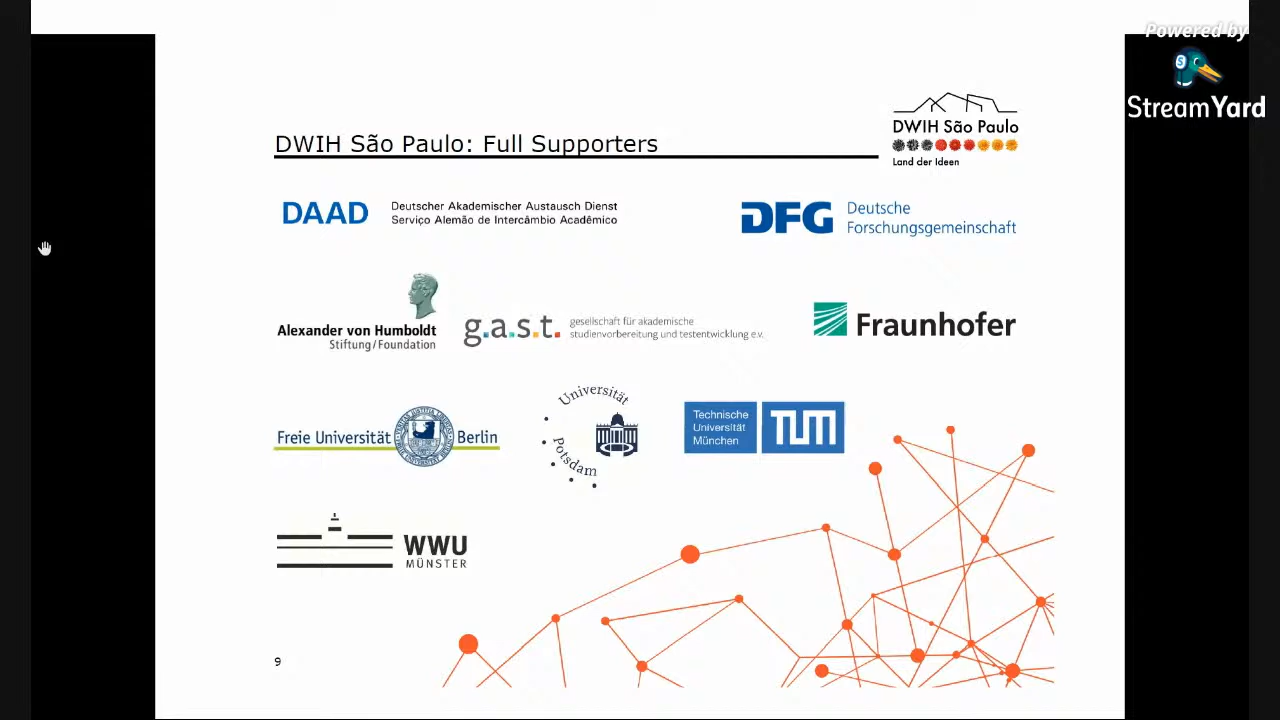 Powered by
StreamYard
DWIH São Paulo
Land der Ideen
DWIH São Paulo: Full Supporters
DAAD
Deutscher Akademischer Austausch Dienst
Serviço Alemão de Intercâmbio Acadêmico
DFG
Deutsche
Forschungsgemeinschaft
Alexander von Humboldt
Stiftung/Foundation
g.a.s.t.
gesellschaft für akademische
studienvorbereitung und testentwicklung e.v.
Fraunhofer
Freie Universität Berlin
Universität
Potsdam
Technische
Universität
München
TUM
WWU
MÜNSTER
9